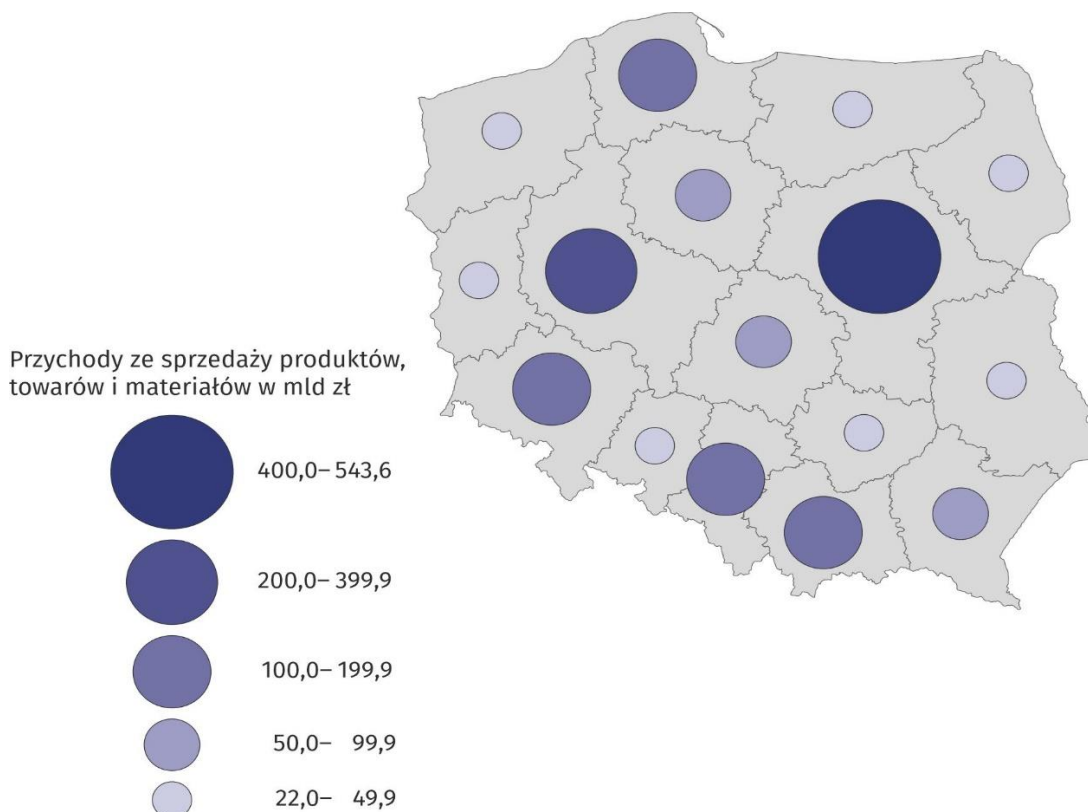 Przychody ze sprzedaży produktów,
towarów i materiałów w mld zł
400,0– 543,6
200,0– 399,9
100,0– 199,9
50,0– 99,9
22,0– 49,9